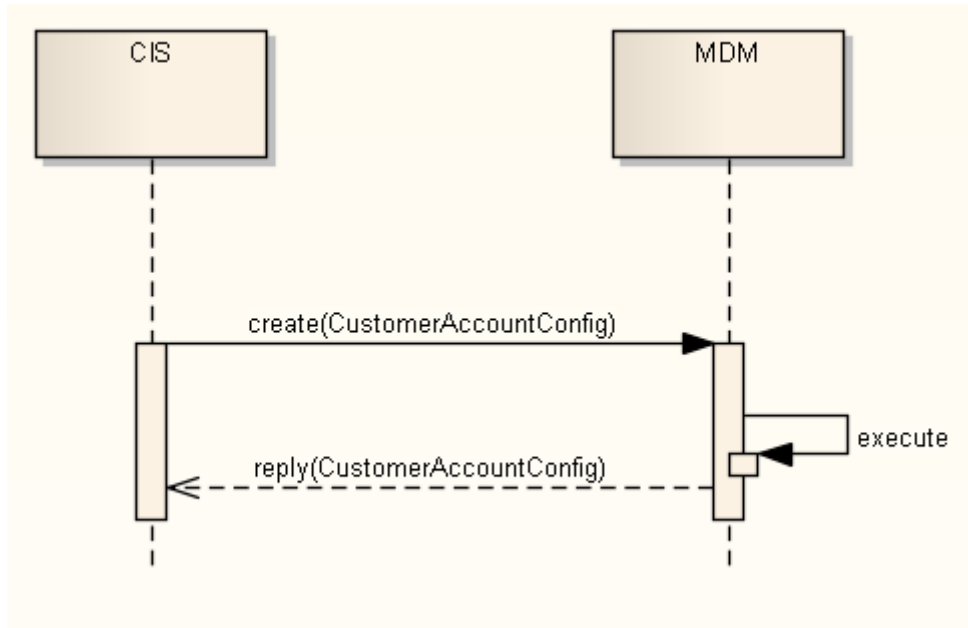 CIS
MDM
create(CustomerAccountConfig)
execute
reply(CustomerAccountConfig)